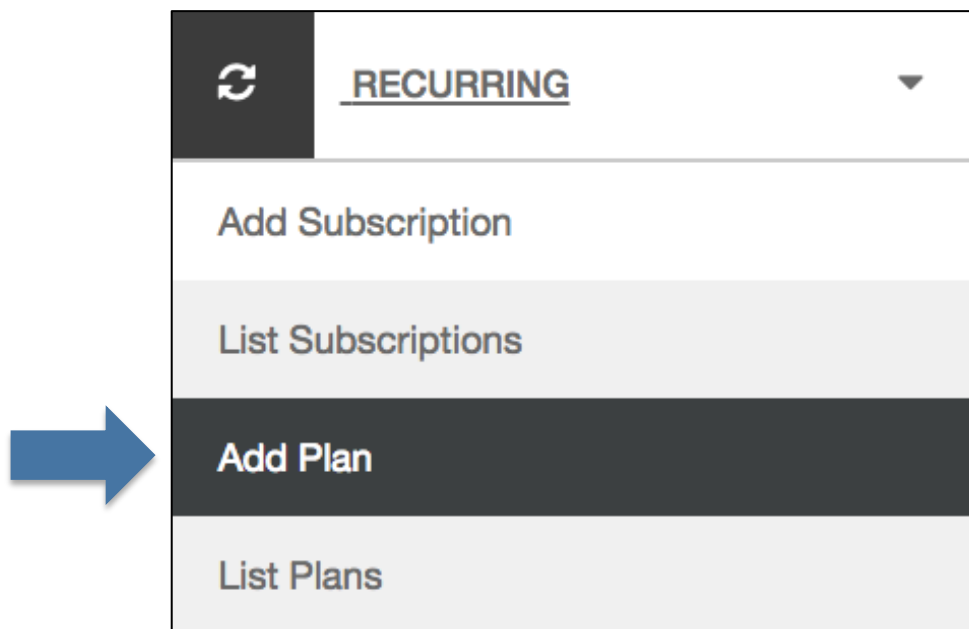 RECURRING
Add Subscription
List Subscriptions
Add Plan
List Plans